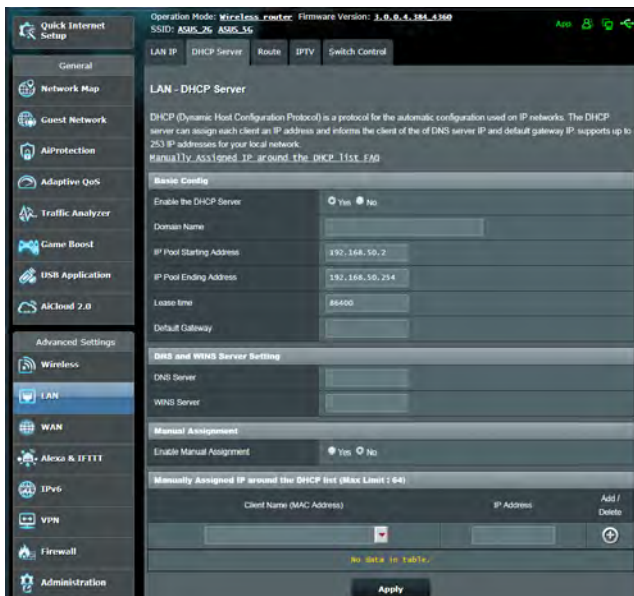 Quick Internet
Setup
Operation Mode: Wireless router Firmware Version: 3.0.0.4.384_4360
SSID: ASUS_2G ASUS_5G
App
LAN IP DHCP Server Route IPTV Switch Control
General
Network Map
Guest Network
AiProtection
Adaptive QoS
Traffic Analyzer
Game Boost
USB Application
AiCloud 2.0
Advanced Settings
Wireless
LAN
WAN
Alexa & IFTTT
IPv6
VPN
Firewall
Administration
LAN - DHCP Server
DHCP (Dynamic Host Configuration Protocol) is a protocol for the automatic configuration used on IP networks. The DHCP
server can assign each client an IP address and informs the client of the of DNS server IP and default gateway IP. supports up to
253 IP addresses for your local network.
Manually Assigned IP around the DHCP list FAQ
Basic Config
Enable the DHCP Server Yes No
Domain Name
IP Pool Starting Address 192.168.50.2
IP Pool Ending Address 192.168.50.254
Lease time 86400
Default Gateway
DNS and WINS Server Setting
DNS Server
WINS Server
Manual Assignment
Enable Manual Assignment Yes No
Manually Assigned IP around the DHCP list (Max Limit : 64)
Client Name (MAC Address) IP Address Add /
Delete
No data in table.
Apply